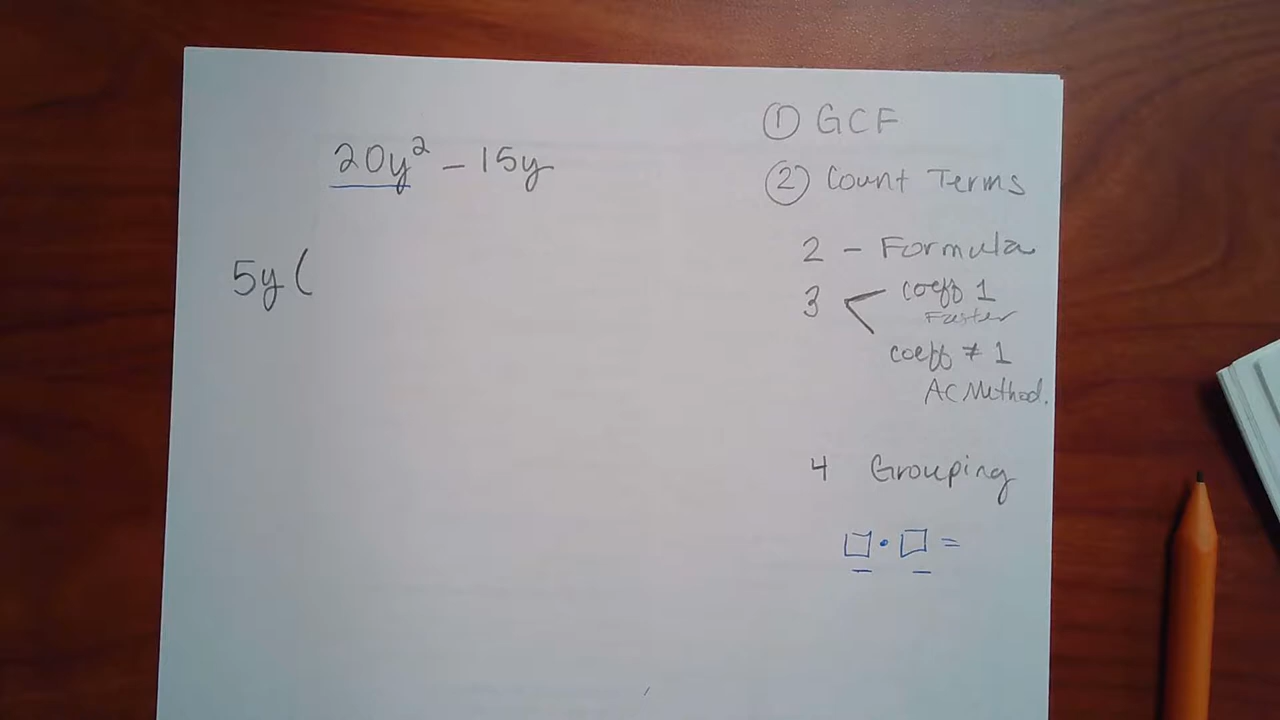 20y² - 15y
5y (
① GCF
② Count Terms
2 - Formula
3 < coeff 1
Faster
coeff ≠ 1
AC Method.
4 Grouping
□ · □ =